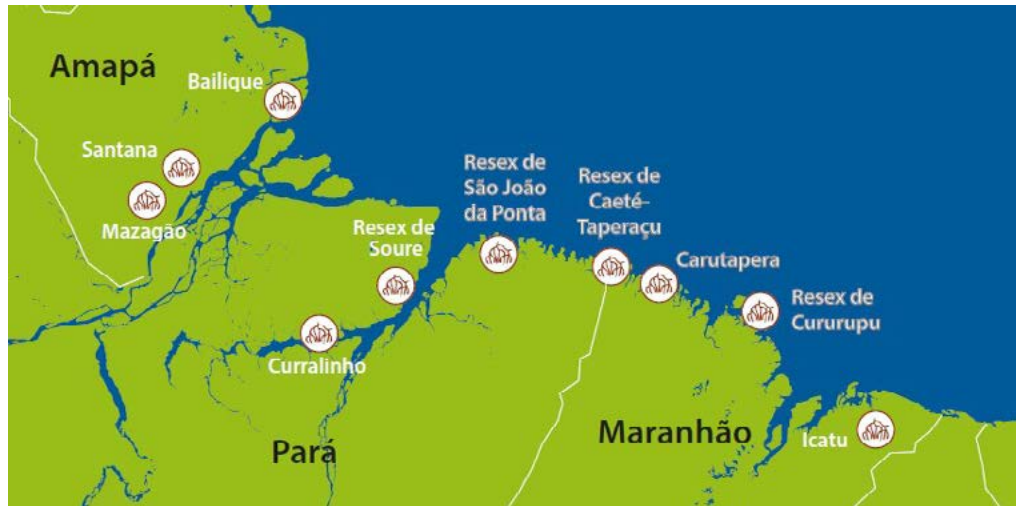 Amapá
Bailique
Santana
Mazagão
Resex de
Soure
Curralinho
Resex de
São João
da Ponta
Resex de
Caeté-
Taperaçu
Carutapera
Resex de
Cururupu
Icatu
Pará
Maranhão